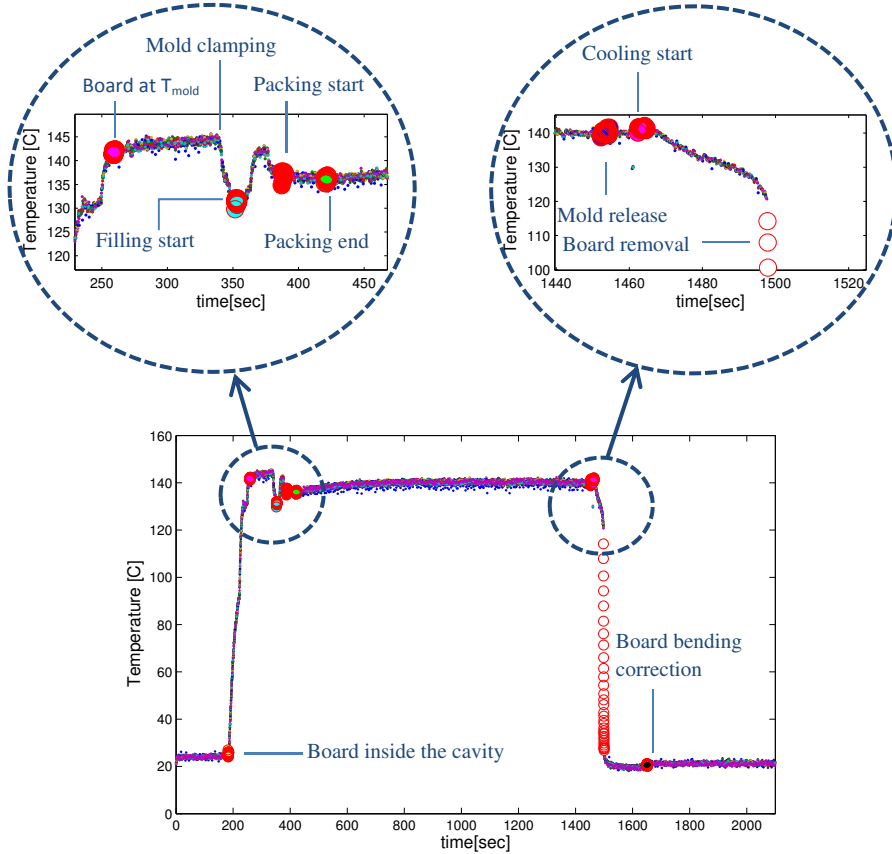 Mold clamping
Board at Tmold
Packing start
Filling start
Packing end
Temperature [C]
145
140
135
130
125
120
250
300
350
400
450
time[sec]
Cooling start
Mold release
Board removal
Temperature [C]
140
130
120
110
100
1440
1460
1480
1500
1520
time[sec]
Temperature [C]
160
140
120
100
80
60
40
20
0
Board bending
correction
Board inside the cavity
0
200
400
600
800
1000
1200
1400
1600
1800
2000
time[sec]